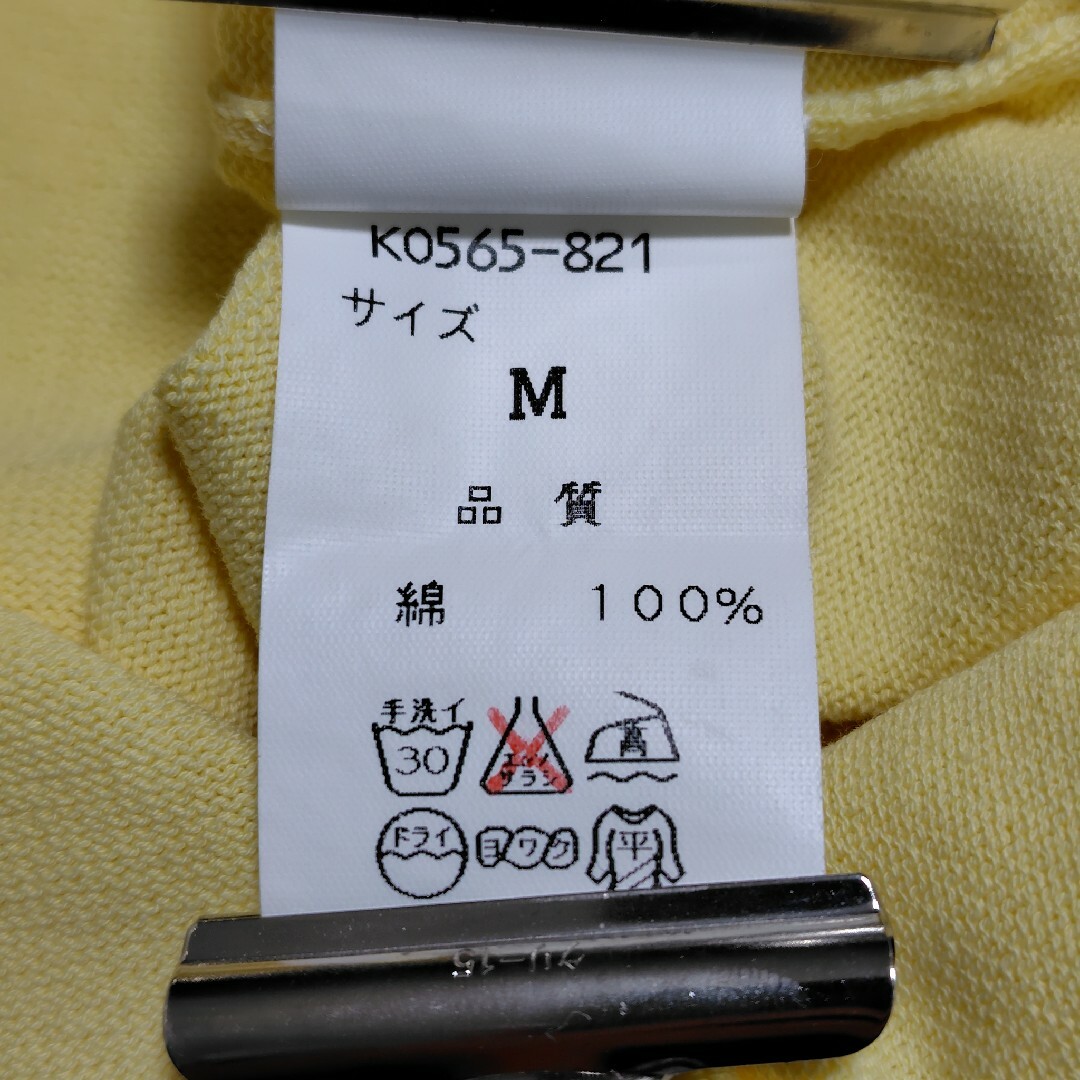 K0565-821
サイズ
M
品 質
綿 100%
手洗イ
30
エンソ
サラシ
高
ドライ
ヨワク
平